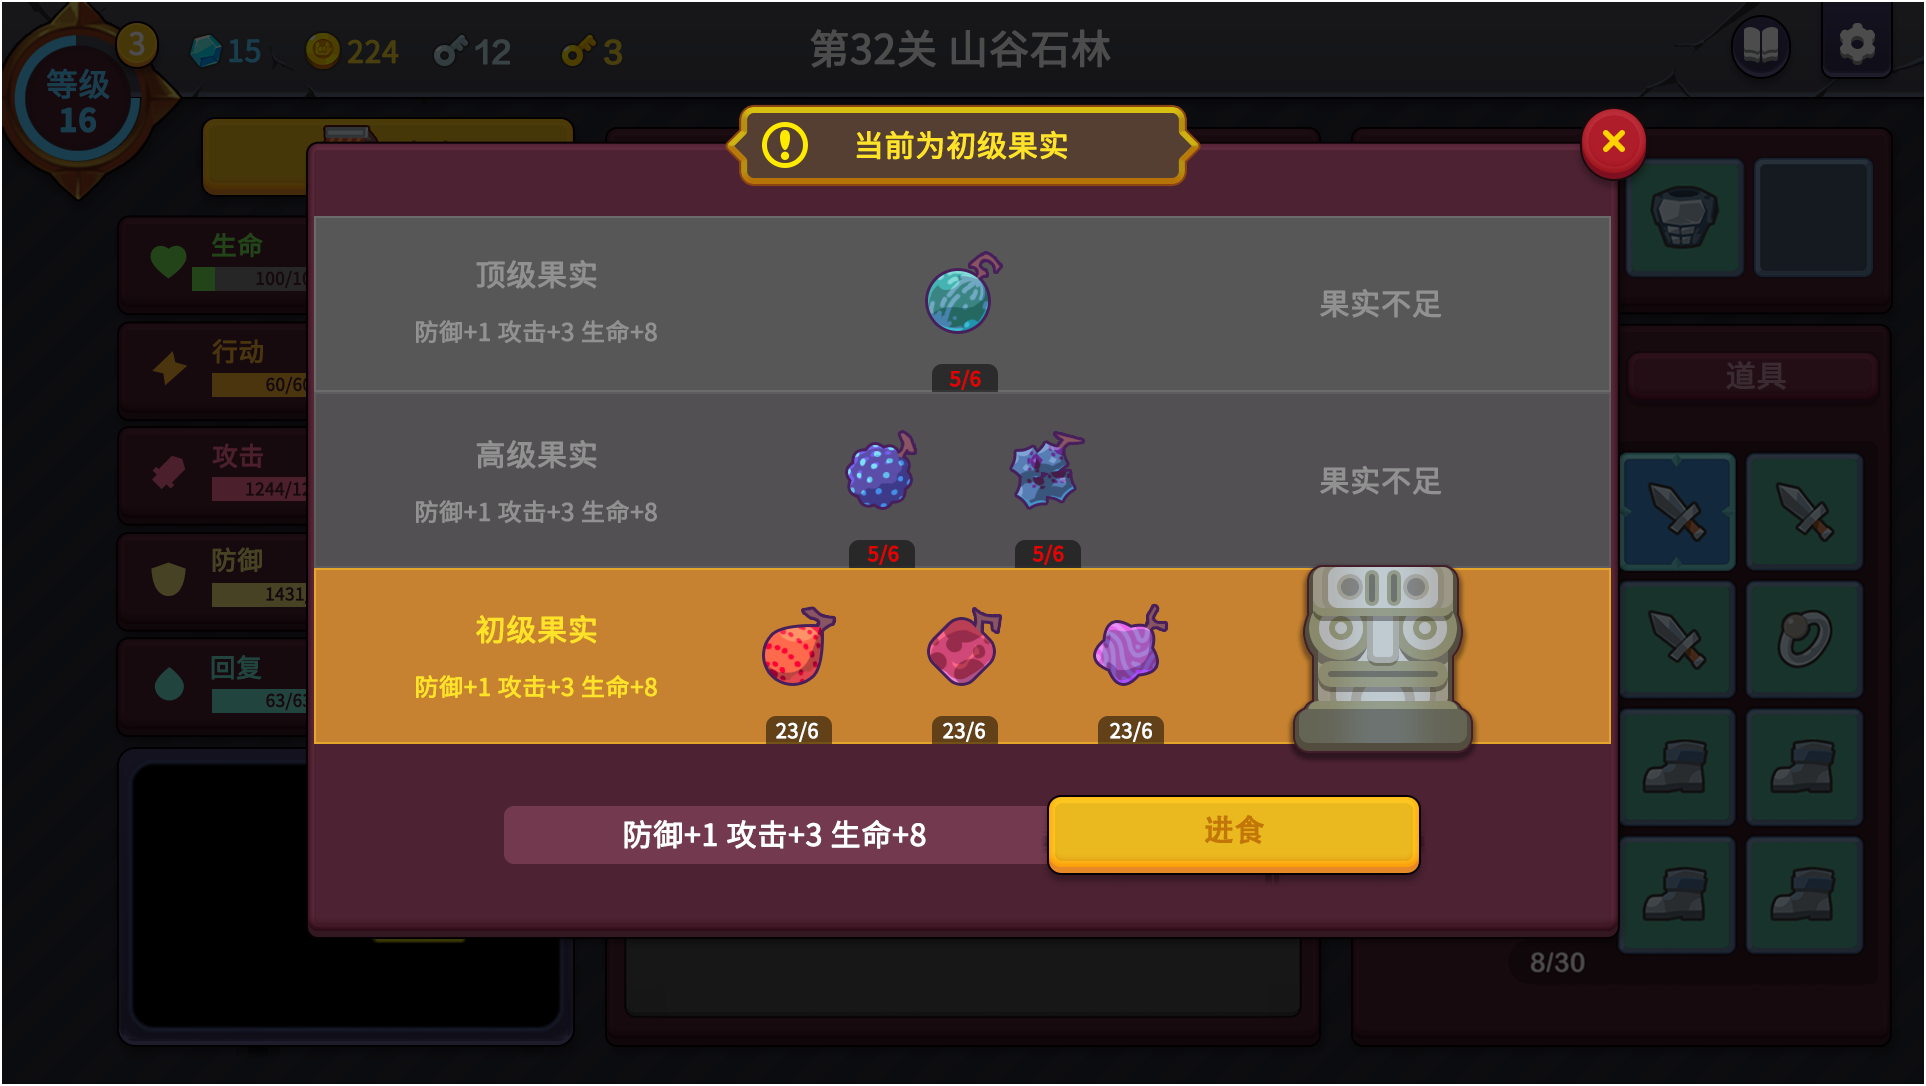 3
等级
16
15
224
12
3
第32关 山谷石林
当前为初级果实
生命
100/10
行动
60/60
攻击
1244/12
防御
1431
回复
63/63
顶级果实
防御+1 攻击+3 生命+8
5/6
果实不足
高级果实
防御+1 攻击+3 生命+8
5/6
5/6
果实不足
初级果实
防御+1 攻击+3 生命+8
23/6
23/6
23/6
防御+1 攻击+3 生命+8
进食
道具
8/30